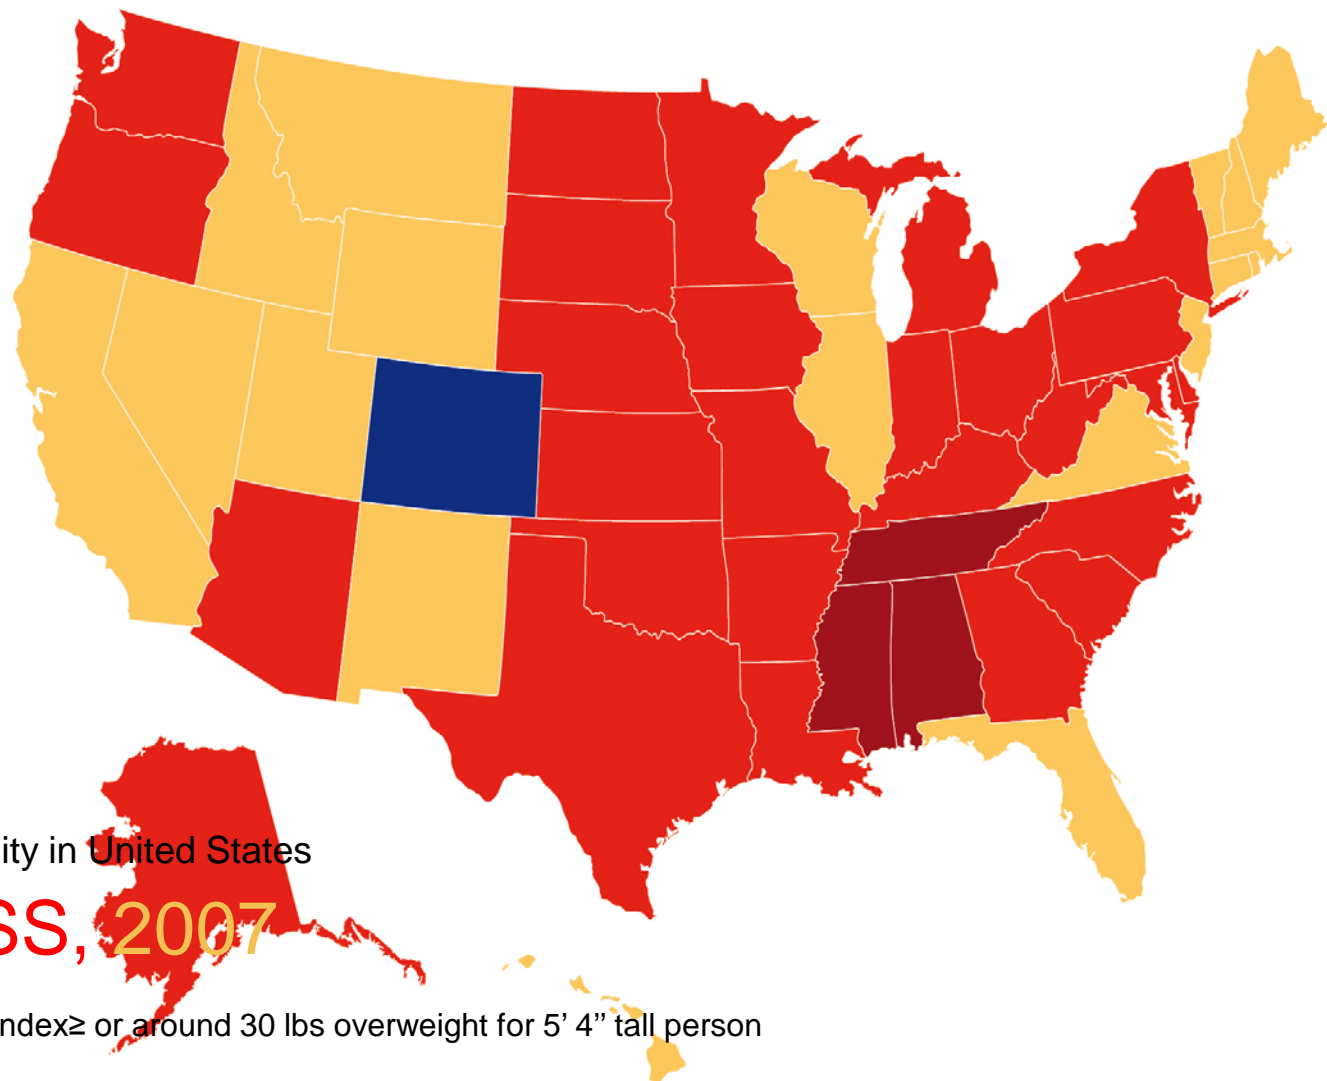 ity in United States
SS, 2007
ndex≥ or around 30 lbs overweight for 5’ 4’’ tall person